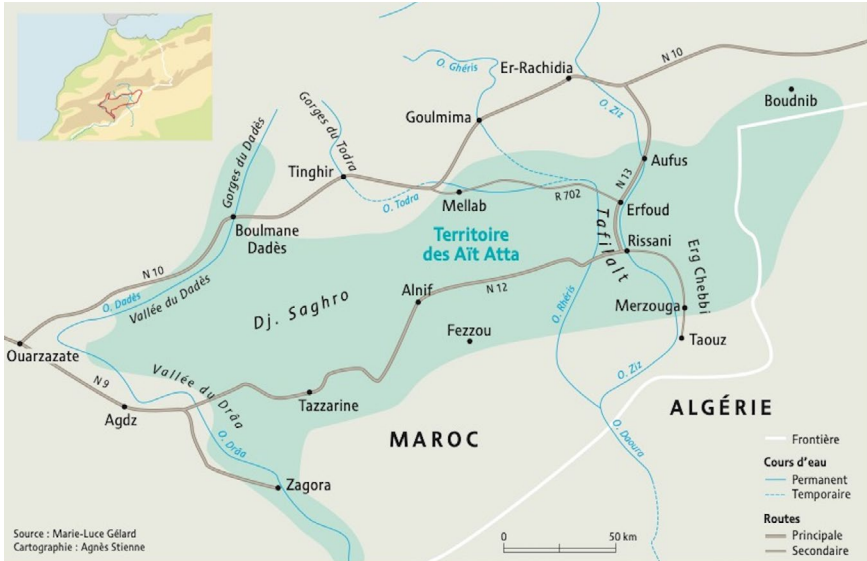 N 10
O. Ghéris
Er-Rachidia
Boudnib
O. Ziz
Goulmima
Gorges du Todra
Gorges du Dadès
Aufus
Tinghir
N 13
O. Todra
Mellab
R 702
Erfoud
Tafilalt
Boulmane
Dadès
Territoire
des Aït Atta
Rissani
Erg Chebbi
N 10
O. Dadès
Vallée du Dadès
Alnif
N 12
O. Rhéris
Merzouga
Dj. Saghro
Fezzou
Taouz
Ouarzazate
O. Ziz
N9
Vallée du Drâa
Tazzarine
Agdz
ALGÉRIE
MAROC
O. Drâa
O. Daoura
Zagora
Frontière
Cours d'eau
Permanent
Temporaire
Routes
Principale
Secondaire
Source : Marie-Luce Gélard
Cartographie : Agnès Stienne
0
50 km